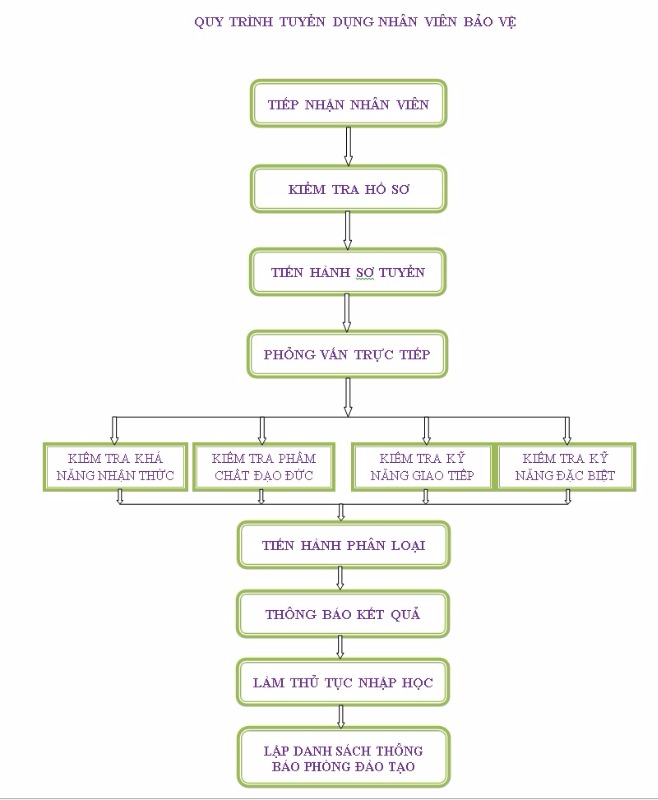 QUY TRÌNH TUYỂN DỤNG NHÂN VIÊN BẢO VỆ
TIẾP NHẬN NHÂN VIÊN
KIỂM TRA HỒ SƠ
TIẾN HÀNH SƠ TUYỂN
PHỎNG VẤN TRỰC TIẾP
KIỂM TRA KHẢ
NĂNG NHẬN THỨC
KIỂM TRA PHẨM
CHẤT ĐẠO ĐỨC
KIỂM TRA KỸ
NĂNG GIAO TIẾP
KIỂM TRA KỸ
NĂNG ĐẶC BIỆT
TIẾN HÀNH PHÂN LOẠI
THÔNG BÁO KẾT QUẢ
LÀM THỦ TỤC NHẬP HỌC
LẬP DANH SÁCH THÔNG
BÁO PHÒNG ĐÀO TẠO